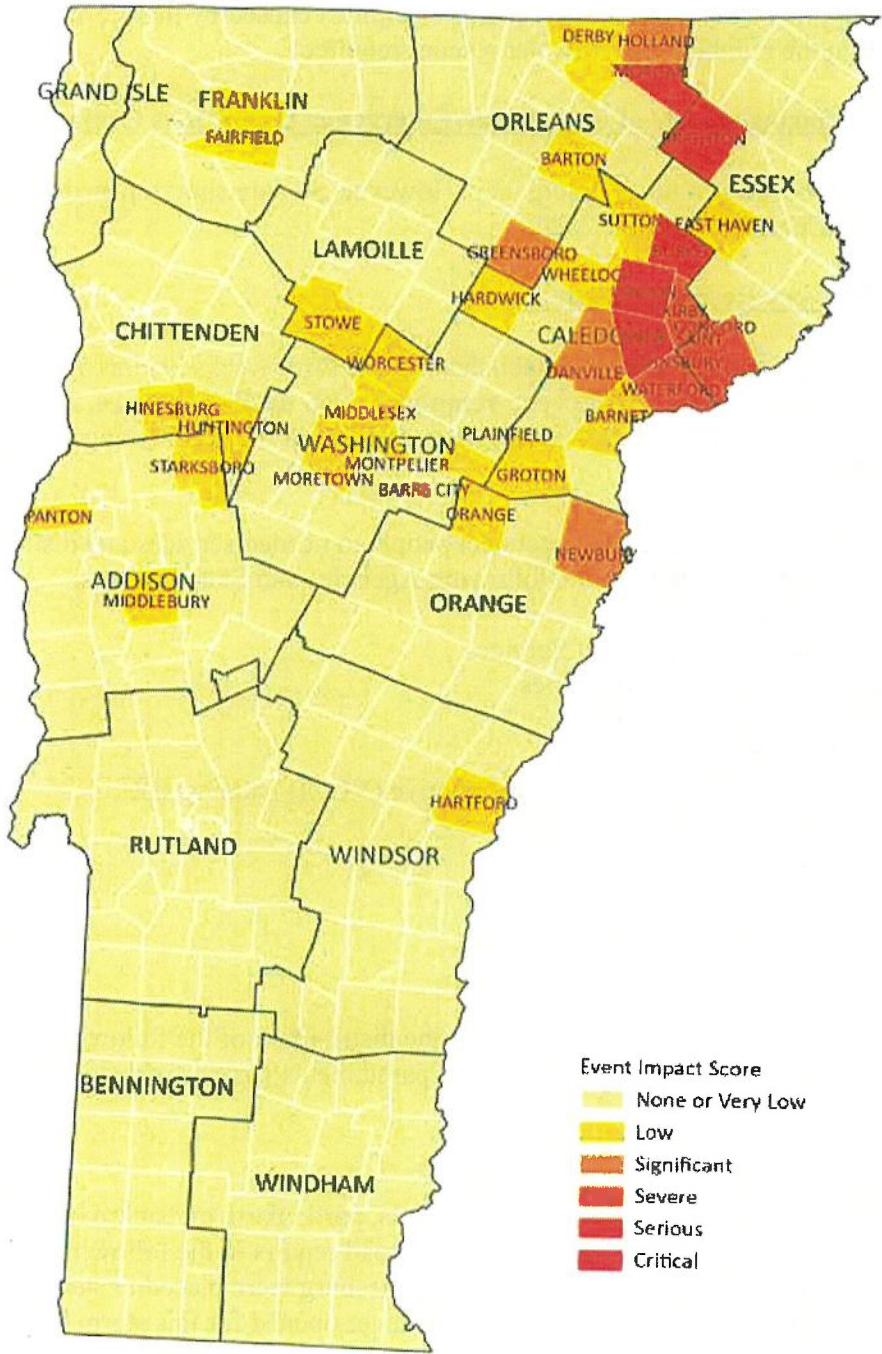 DERBY
HOLLAND
GRAND ISLE
FRANKLIN
FAIRFIELD
ORLEANS
BARTON
ESSEX
SUTTON
EAST HAVEN
LAMOILLE
GREENSBORO
HARDWICK
STOWE
CHITTENDEN
WORCESTER
DANVILLE
WATERFORD
HINESBURG
HUNTINGTON
MIDDLESEX
BARNET
WASHINGTON
PLAINFIELD
MONTPELIER
STARKSBORO
MORETOWN
GROTON
BARRE CITY
PANTON
ORANGE
NEWBURY
ADDISON
MIDDLEBURY
ORANGE
HARTFORD
RUTLAND
WINDSOR
BENNINGTON
WINDHAM
Event Impact Score
None or Very Low
Low
Significant
Severe
Serious
Critical